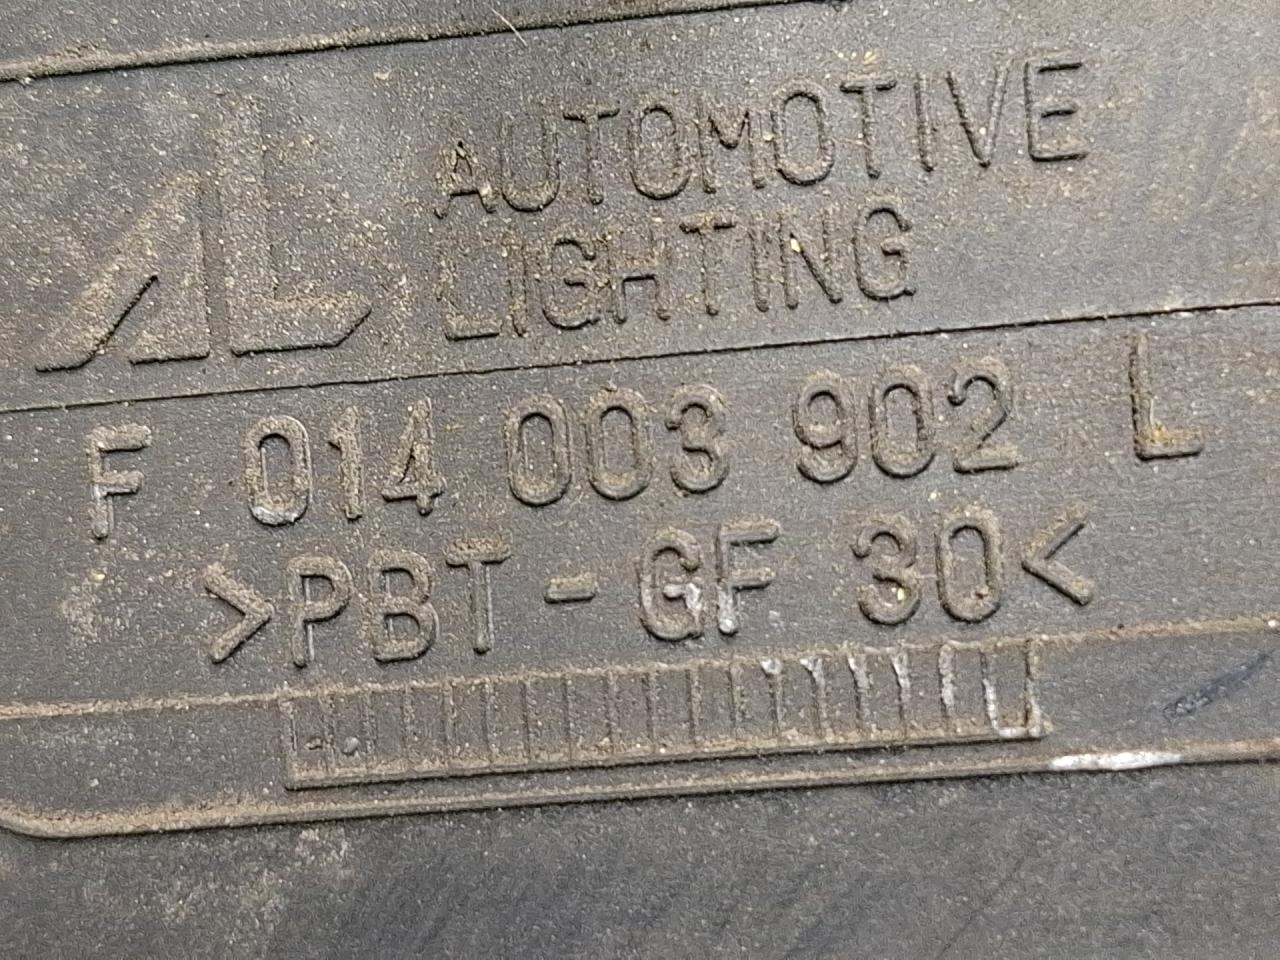 AL AUTOMOTIVE
LIGHTING
F 014 003 902 L
>PBT - GF 30<